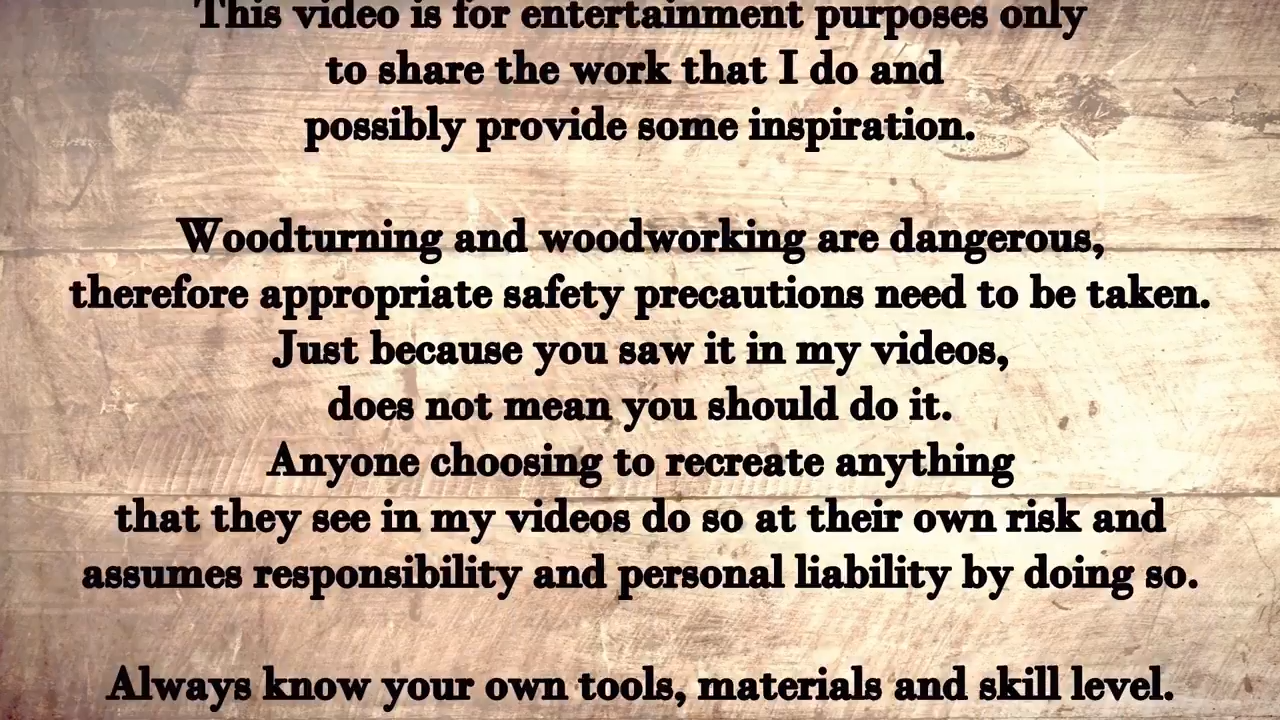 This video is for entertainment purposes only
to share the work that I do and
possibly provide some inspiration.
Woodturning and woodworking are dangerous,
therefore appropriate safety precautions need to be taken.
Just because you saw it in my videos,
does not mean you should do it.
Anyone choosing to recreate anything
that they see in my videos do so at their own risk and
assumes responsibility and personal liability by doing so.
Always know your own tools, materials and skill level.